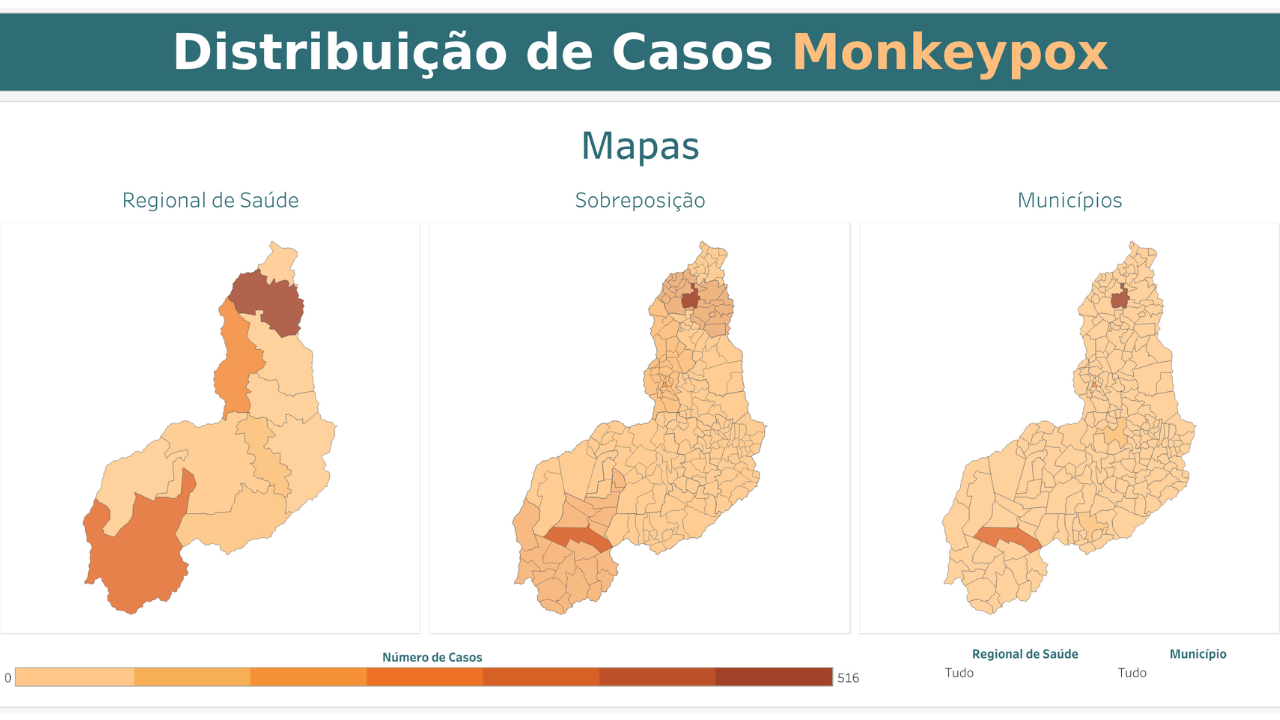 Distribuição de Casos Monkeypox
Mapas
Regional de Saúde
Sobreposição
Municípios
Número de Casos
0
516
Regional de Saúde
Município
Tudo
Tudo